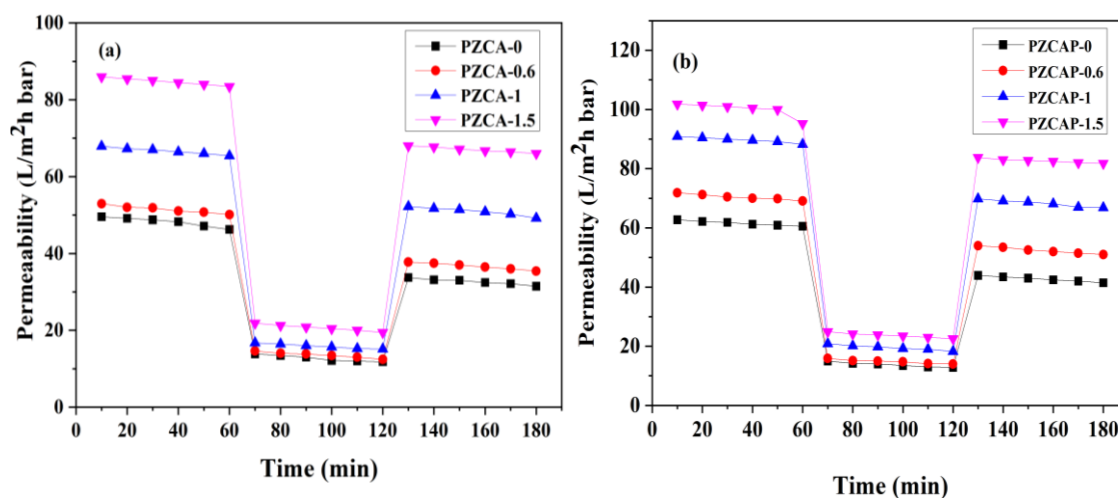 (a)
PZCA-0
PZCA-0.6
PZCA-1
PZCA-1.5
Permeaability (L/m²h bar)
100
80
60
40
20
0
0 20 40 60 80 100 120 140 160 180
Time (min)
(b)
PZCAP-0
PZCAP-0.6
PZCAP-1
PZCAP-1.5
Permeability (L/m²h bar)
120
100
80
60
40
20
0
0 20 40 60 80 100 120 140 160 180
Time (min)